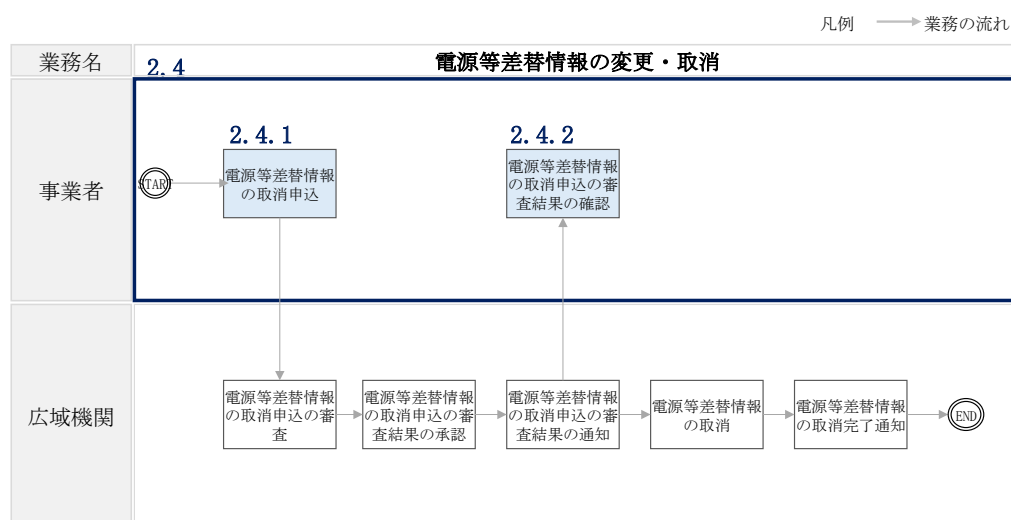 凡例 業務の流れ
業務名
2.4
電源等差替情報の変更・取消
事業者
START
2.4.1
電源等差替情報
の取消申込
2.4.2
電源等差替情報
の取消申込の審
査結果の確認
広域機関
電源等差替情報
の取消申込の審
査
電源等差替情報
の取消申込の審
査結果の承認
電源等差替情報
の取消申込の審
査結果の通知
電源等差替情報
の取消
電源等差替情報
の取消完了通知
END